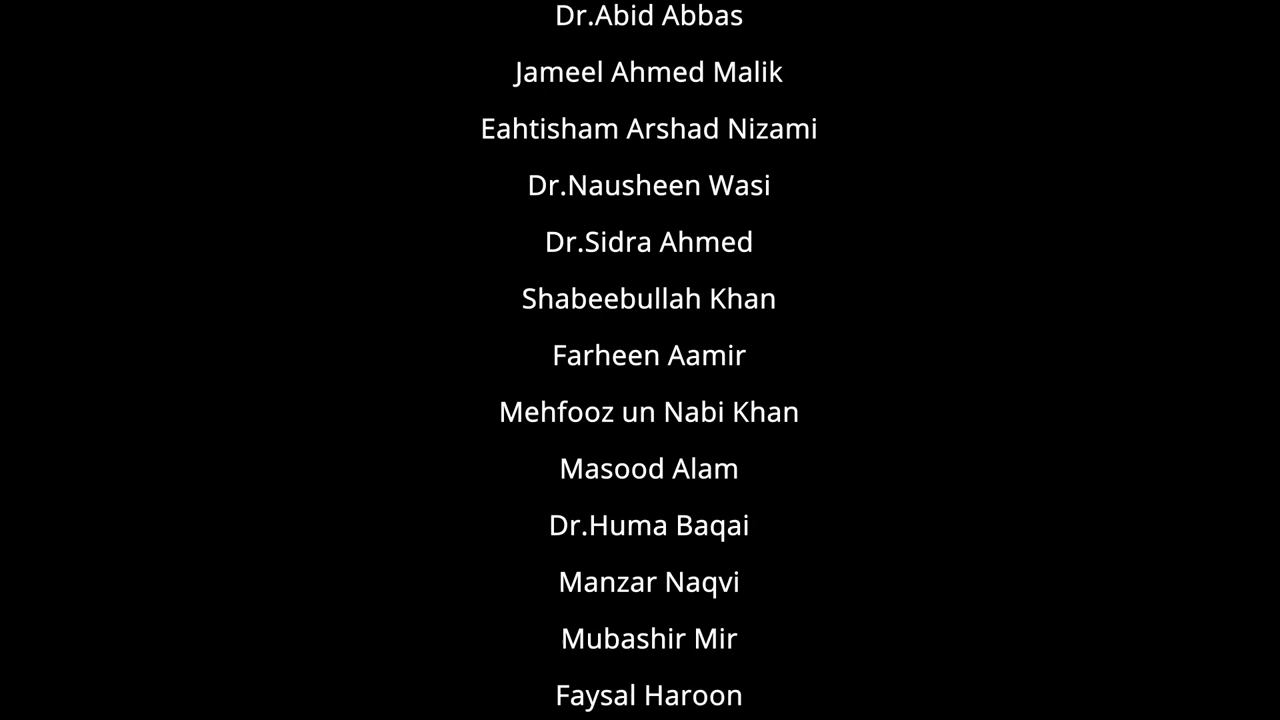 Dr.Abid Abbas
Jameel Ahmed Malik
Eahtisham Arshad Nizami
Dr.Nausheen Wasi
Dr.Sidra Ahmed
Shabeebullah Khan
Farheen Aamir
Mehfooz un Nabi Khan
Masood Alam
Dr.Huma Baqai
Manzar Naqvi
Mubashir Mir
Faysal Haroon